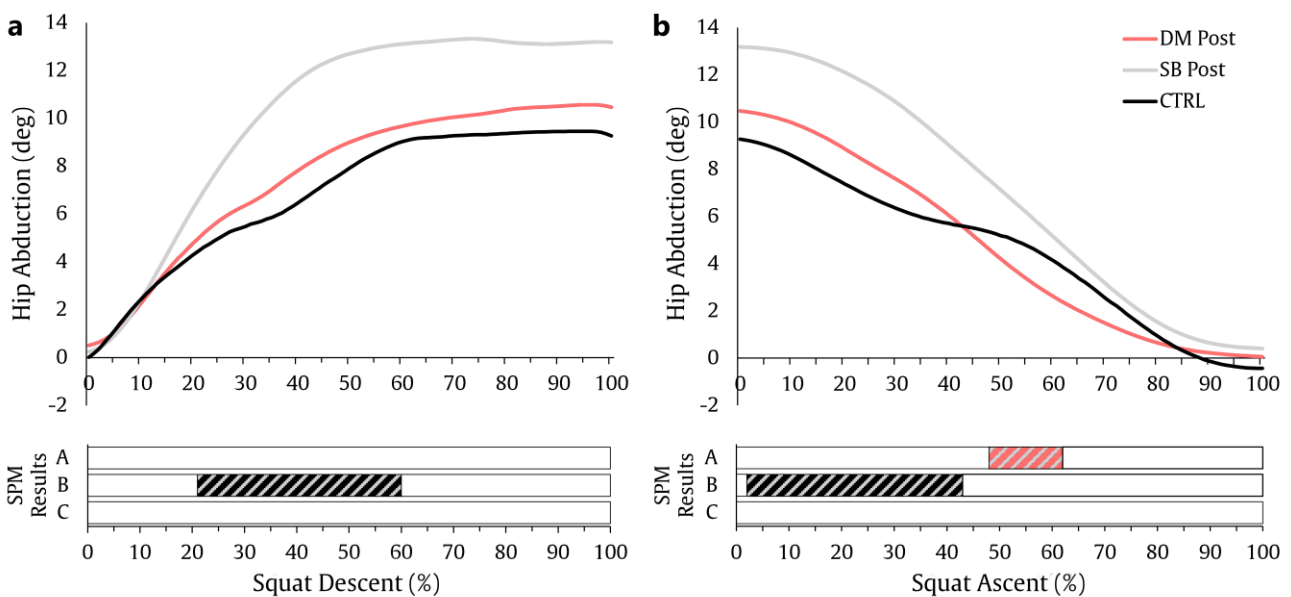 a
14
12
10
8
6
4
2
0
-2
Hip Abduction (deg)
0 10 20 30 40 50 60 70 80 90 100
SPM Results
A
B
C
0 10 20 30 40 50 60 70 80 90 100
Squat Descent (%)
b
14
12
10
8
6
4
2
0
-2
Hip Abduction (deg)
DM Post
SB Post
CTRL
0 10 20 30 40 50 60 70 80 90 100
SPM Results
A
B
C
0 10 20 30 40 50 60 70 80 90 100
Squat Ascent (%)